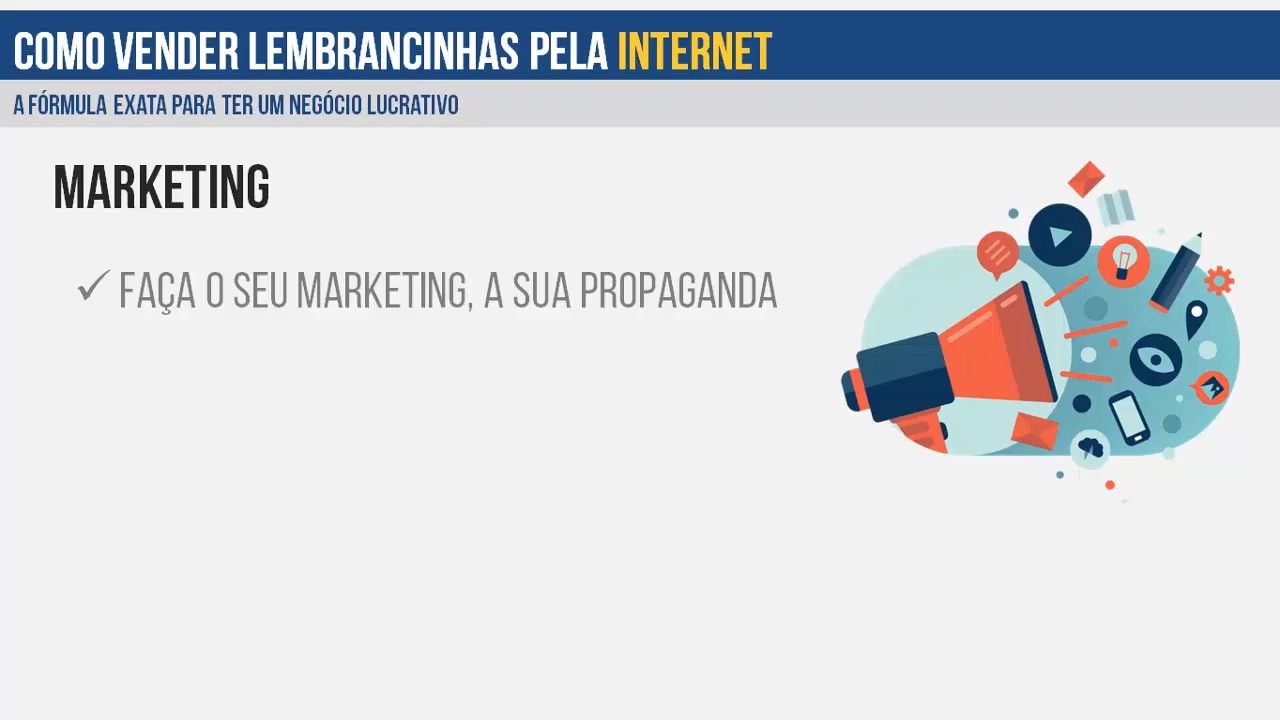 COMO VENDER LEMBRANCINHAS PELA INTERNET
A FÓRMULA EXATA PARA TER UM NEGÓCIO LUCRATIVO
MARKETING
✓ FAÇA O SEU MARKETING, A SUA PROPAGANDA